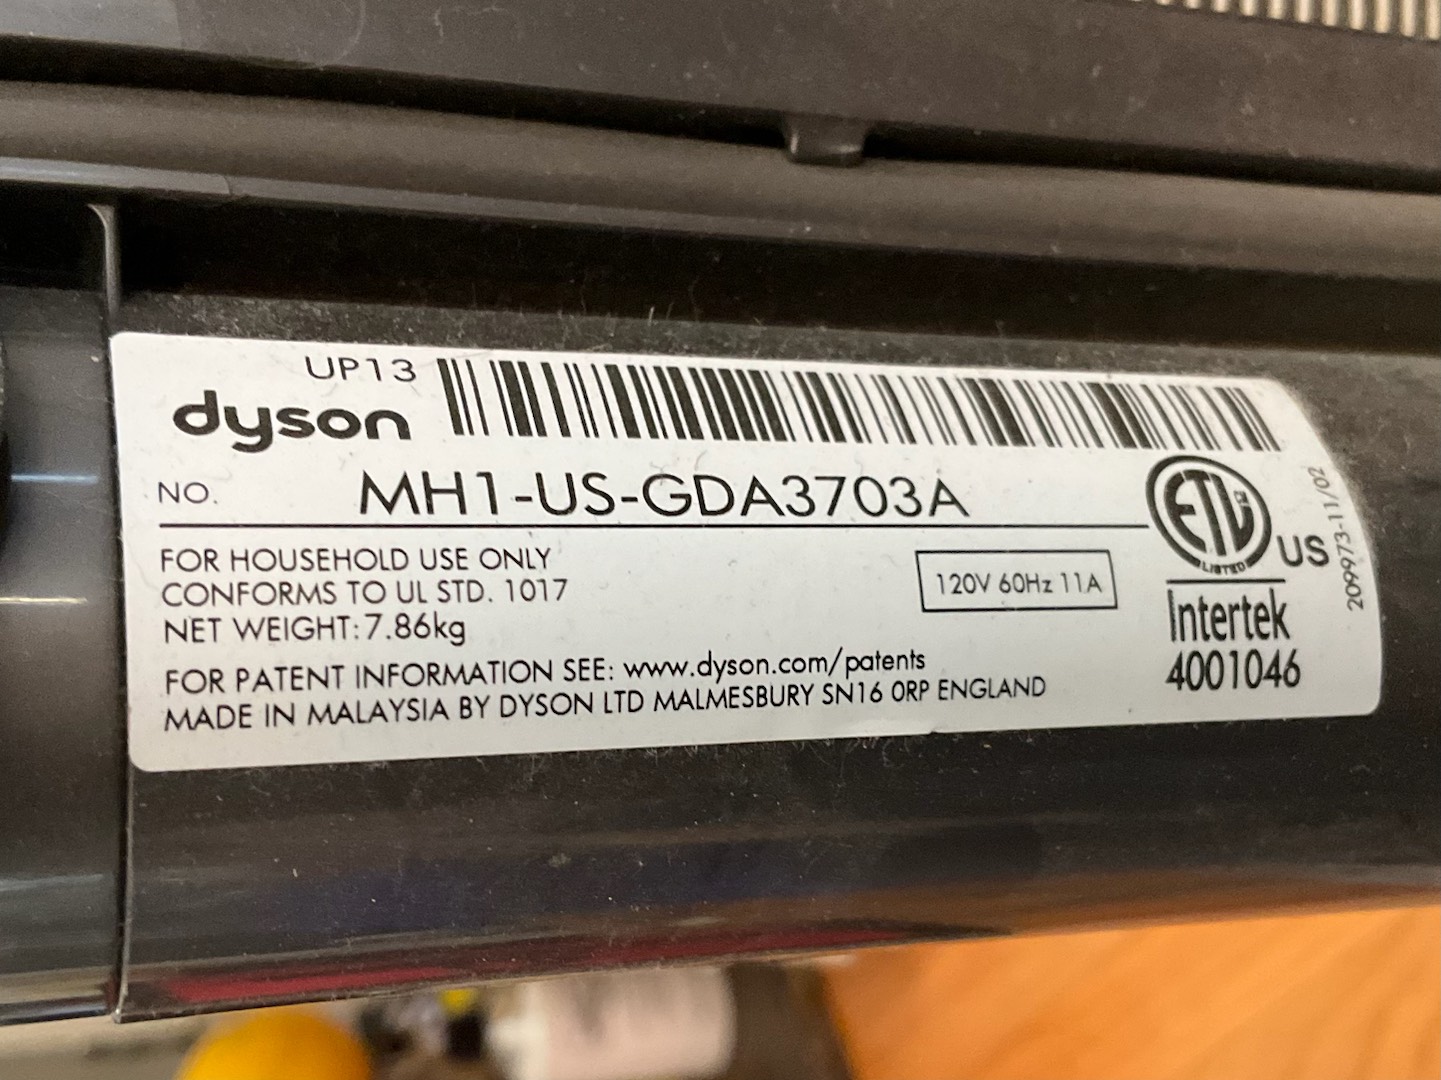 UP13
dyson
NO. MH1-US-GDA3703A
FOR HOUSEHOLD USE ONLY
CONFORMS TO UL STD. 1017
NET WEIGHT: 7.86kg
120V 60Hz 11A
FOR PATENT INFORMATION SEE: www.dyson.com/patents
MADE IN MALAYSIA BY DYSON LTD MALMESBURY SN16 0RP ENGLAND
ETL
LISTED
US
Intertek
4001046
209973-11/02